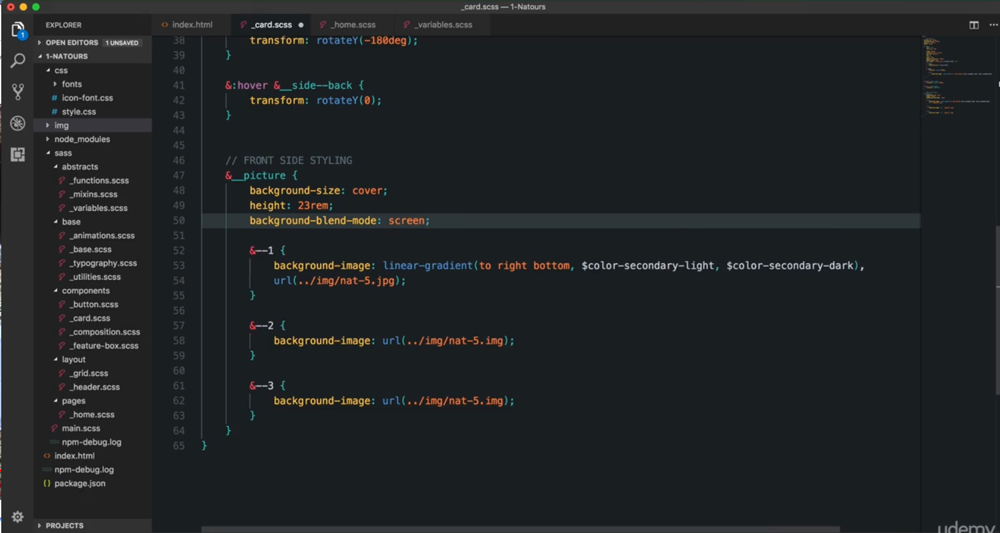 _card.scss — 1-Natours
EXPLORER
OPEN EDITORS 1 UNSAVED
1-NATOURS
css
fonts
# icon-font.css
# style.css
img
node_modules
sass
abstracts
_functions.scss
_mixins.scss
_variables.scss
base
_animations.scss
_base.scss
_typography.scss
_utilities.scss
components
_button.scss
_card.scss
_composition.scss
_feature-box.scss
layout
_grid.scss
_header.scss
pages
_home.scss
main.scss
npm-debug.log
<> index.html
npm-debug.log
{} package.json
PROJECTS
1
<> index.html _card.scss ● _home.scss _variables.scss
38 transform: rotateY(-180deg);
39 }
40
41 &:hover &__side--back {
42 transform: rotateY(0);
43 }
44
45
46 // FRONT SIDE STYLING
47 &__picture {
48 background-size: cover;
49 height: 23rem;
50 background-blend-mode: screen;
51
52 &--1 {
53 background-image: linear-gradient(to right bottom, $color-secondary-light, $color-secondary-dark),
54 url(../img/nat-5.jpg);
55 }
56
57 &--2 {
58 background-image: url(../img/nat-5.img);
59 }
60
61 &--3 {
62 background-image: url(../img/nat-5.img);
63 }
64 }
65 }
udemy